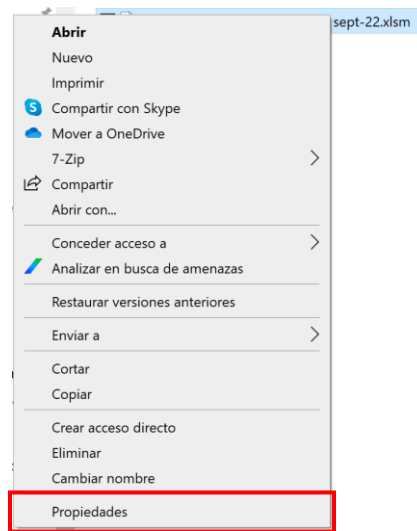 sept-22.xlsm
Abrir
Nuevo
Imprimir
Compartir con Skype
Mover a OneDrive
7-Zip
Compartir
Abrir con...
Conceder acceso a
Analizar en busca de amenazas
Restaurar versiones anteriores
Enviar a
Cortar
Copiar
Crear acceso directo
Eliminar
Cambiar nombre
Propiedades